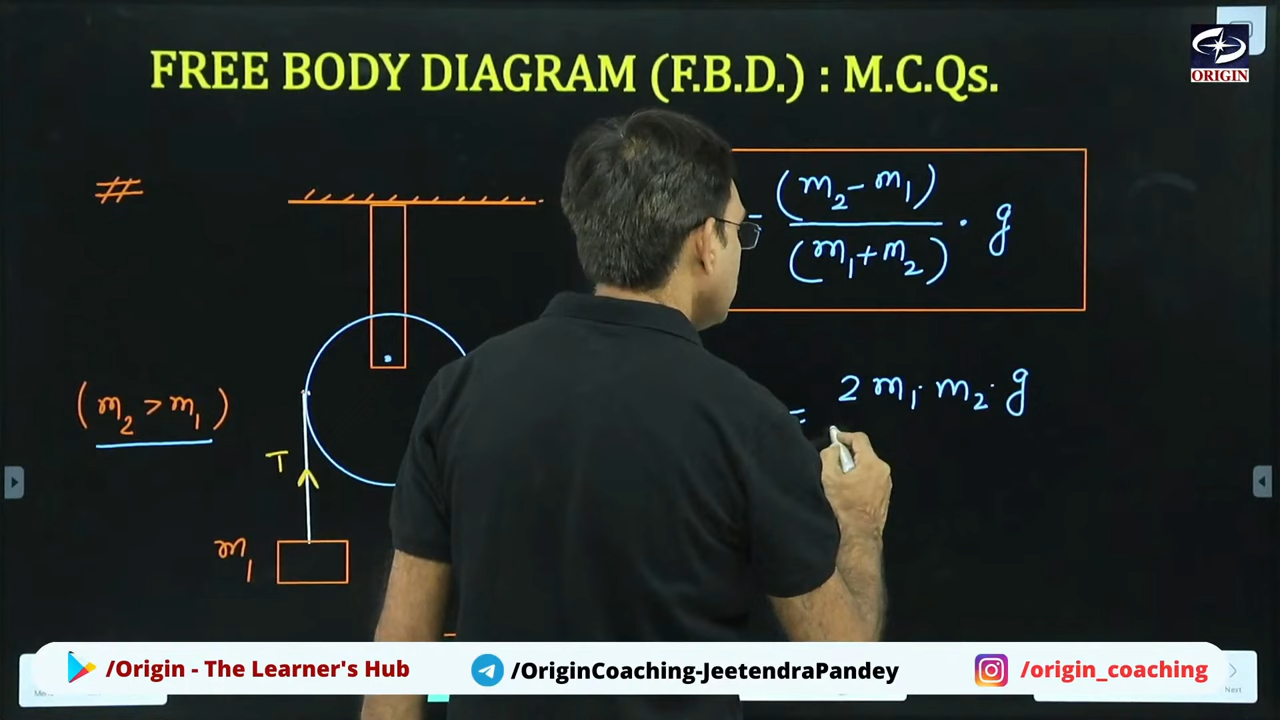 FREE BODY DIAGRAM (F.B.D.) : M.C.Qs.
ORIGIN
#
(m₂ - m₁)
(m₁ + m₂) · g
= 2 m₁ · m₂ · g
(m₂ > m₁)
T
m₁
/Origin - The Learner's Hub
/OriginCoaching-JeetendraPandey
/origin_coaching
Next